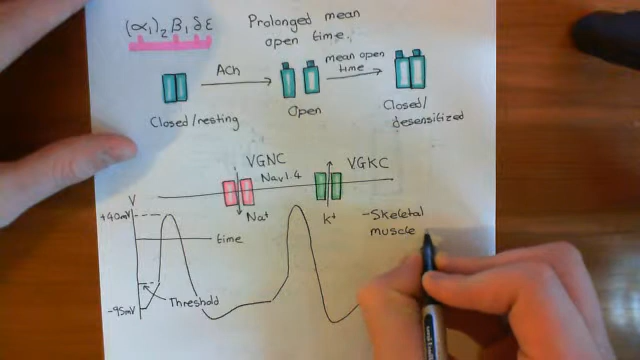 (α₁)₂ β₁ δ ε
Prolonged mean
open time.
ACh
mean open
time
Closed/resting
Open
Closed/
desensitized
VGNC
VGKC
Nav1.4
V
+40mV
Na+
K+
-Skeletal
muscle
time
Threshold
-95mV